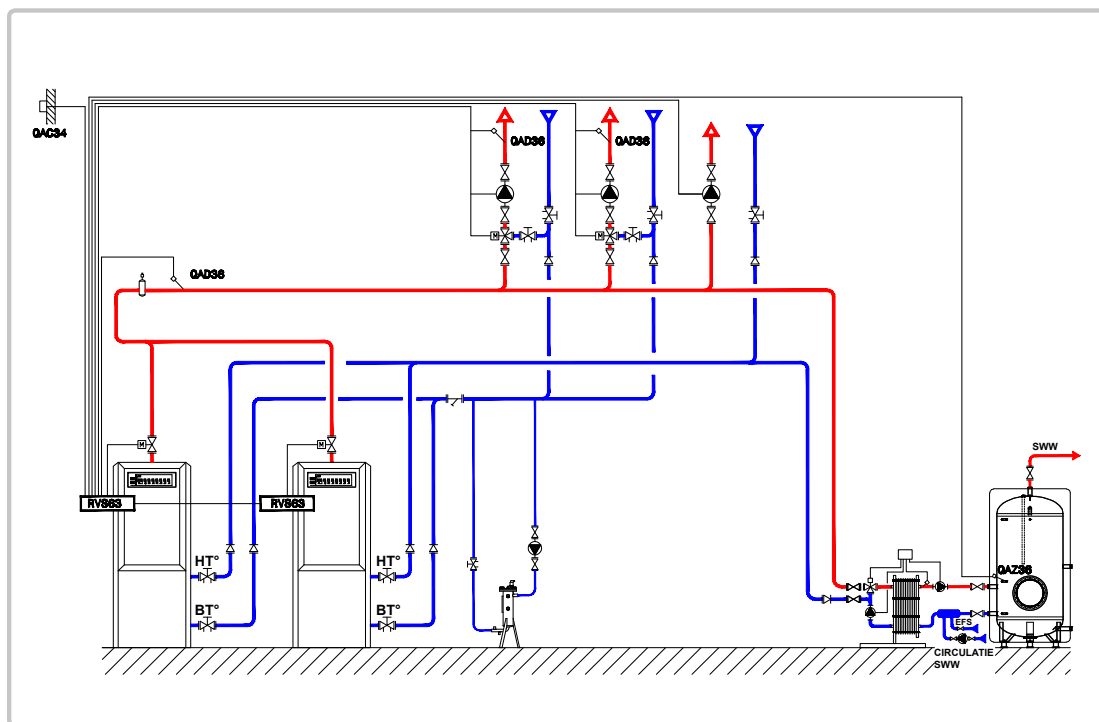 QAC34
QAD36
QAD36
QAD36
M
M
M
M
SWW
RVS63
RVS63
HT°
HT°
QAZ36
BT°
BT°
EFS
CIRCULATIE
SWW